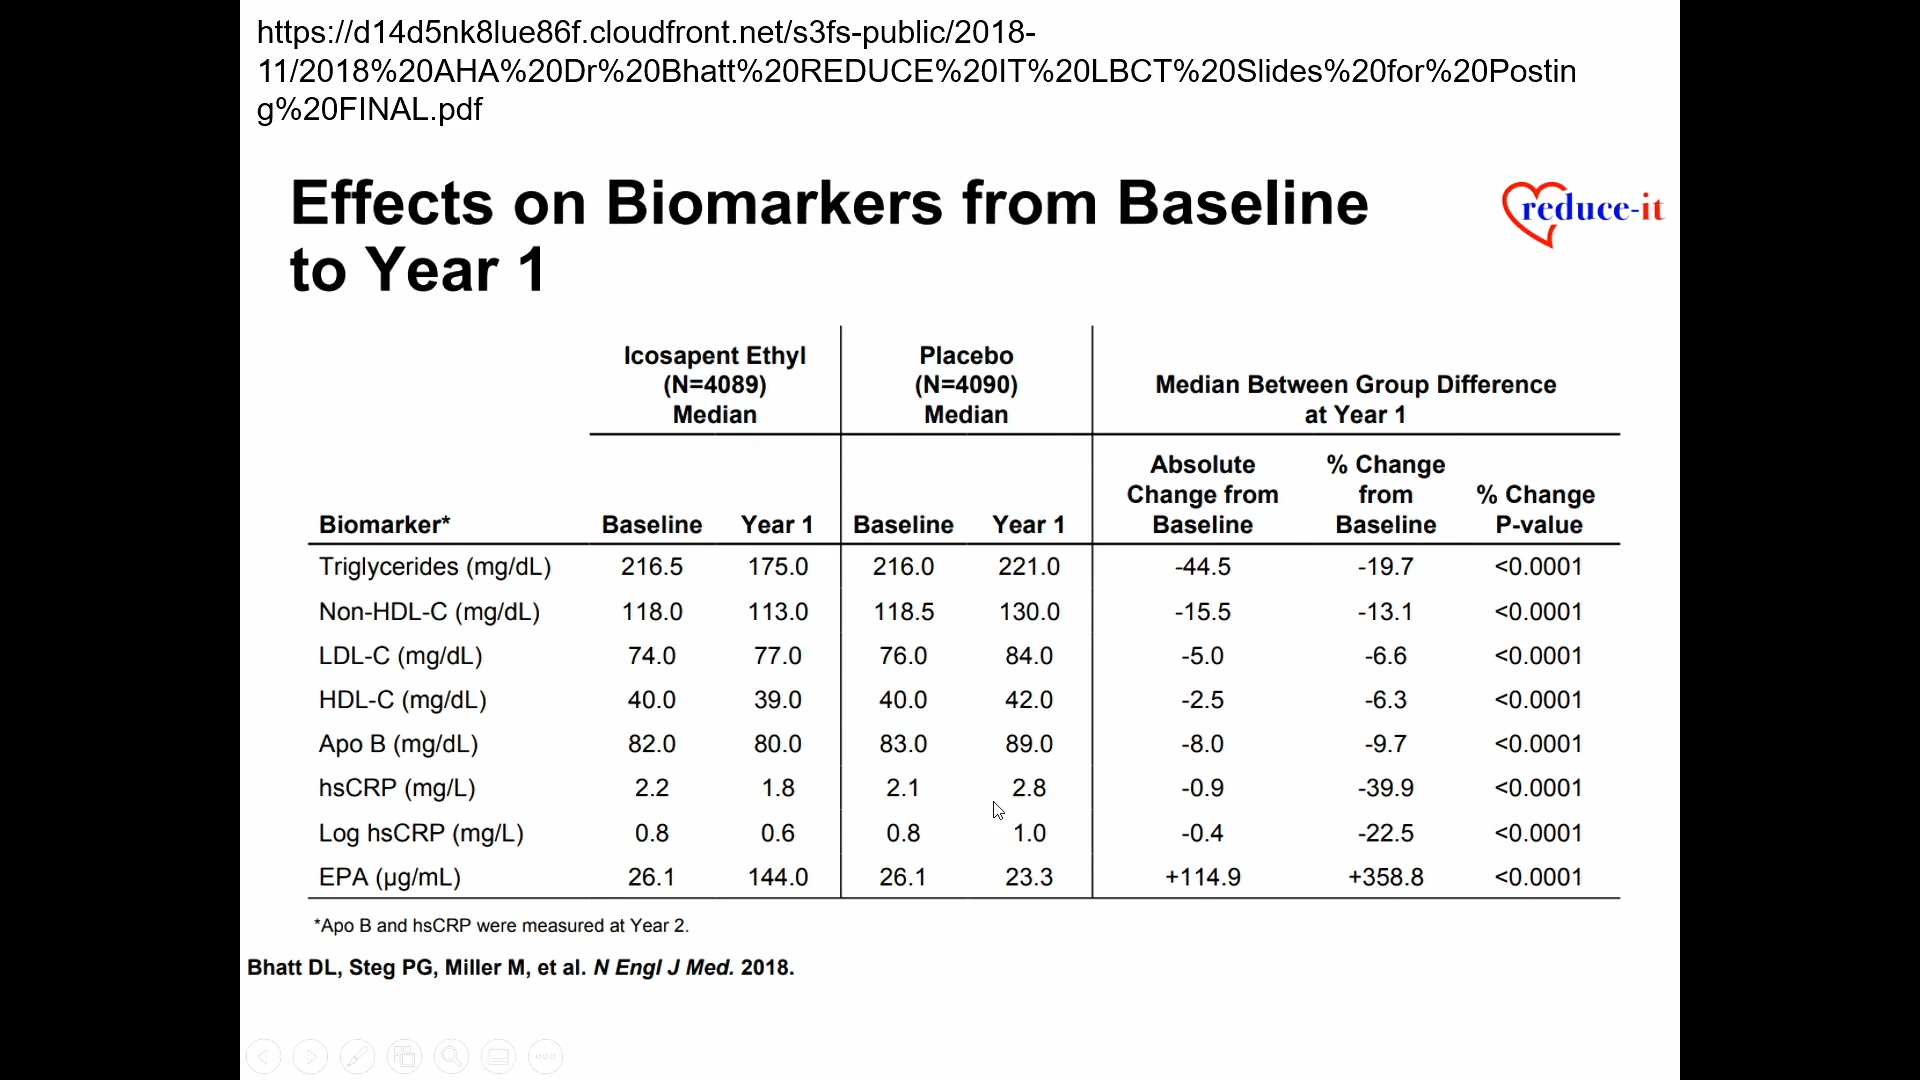 https://d14d5nk8lue86f.cloudfront.net/s3fs-public/2018-
11/2018%20AHA%20Dr%20Bhatt%20REDUCE%20IT%20LBCT%20Slides%20for%20Postin
g%20FINAL.pdf
Effects on Biomarkers from Baseline
to Year 1
reduce-it
Icosapent Ethyl
(N=4089)
Median
Placebo
(N=4090)
Median
Median Between Group Difference
at Year 1
Biomarker*
Baseline
Year 1
Baseline
Year 1
Absolute
Change from
Baseline
% Change
from
Baseline
% Change
P-value
Triglycerides (mg/dL) 216.5 175.0 216.0 221.0 -44.5 -19.7 <0.0001
Non-HDL-C (mg/dL) 118.0 113.0 118.5 130.0 -15.5 -13.1 <0.0001
LDL-C (mg/dL) 74.0 77.0 76.0 84.0 -5.0 -6.6 <0.0001
HDL-C (mg/dL) 40.0 39.0 40.0 42.0 -2.5 -6.3 <0.0001
Apo B (mg/dL) 82.0 80.0 83.0 89.0 -8.0 -9.7 <0.0001
hsCRP (mg/L) 2.2 1.8 2.1 2.8 -0.9 -39.9 <0.0001
Log hsCRP (mg/L) 0.8 0.6 0.8 1.0 -0.4 -22.5 <0.0001
EPA (µg/mL) 26.1 144.0 26.1 23.3 +114.9 +358.8 <0.0001
*Apo B and hsCRP were measured at Year 2.
Bhatt DL, Steg PG, Miller M, et al. N Engl J Med. 2018.